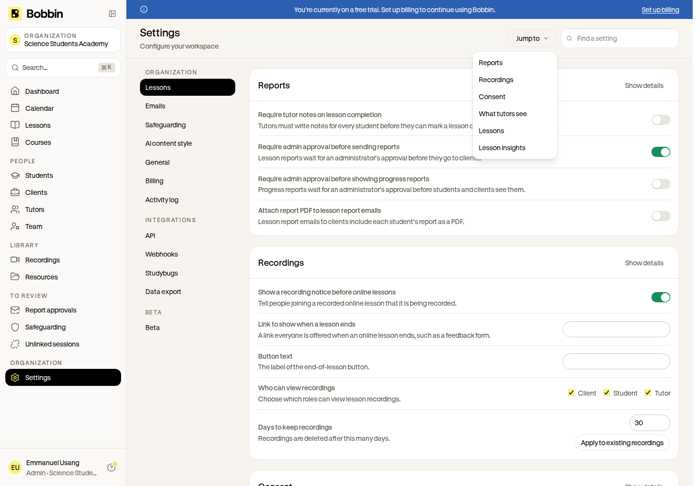 Bobbin
You're currently on a free trial. Set up billing to continue using Bobbin.
Set up billing
S
ORGANIZATION
Science Students Academy
Search...
⌘ K
Dashboard
Calendar
Lessons
Courses
PEOPLE
Students
Clients
Tutors
Team
LIBRARY
Recordings
Resources
TO REVIEW
Report approvals
Safeguarding
Unlinked sessions
ORGANIZATION
Settings
EU
Emmanuel Usang
Admin · Science Stude...
Settings
Configure your workspace
Jump to
Find a setting
Reports
Recordings
Consent
What tutors see
Lessons
Lesson insights
ORGANIZATION
Lessons
Emails
Safeguarding
AI content style
General
Billing
Activity log
INTEGRATIONS
API
Webhooks
Studybugs
Data export
BETA
Beta
Reports
Show details
Require tutor notes on lesson completion
Tutors must write notes for every student before they can mark a lesson
Require admin approval before sending reports
Lesson reports wait for an administrator's approval before they go to
Require admin approval before showing progress reports
Progress reports wait for an administrator's approval before students and clients see them.
Attach report PDF to lesson report emails
Lesson report emails to clients include each student's report as a PDF.
Recordings
Show details
Show a recording notice before online lessons
Tell people joining a recorded online lesson that it is being recorded.
Link to show when a lesson ends
A link everyone is offered when an online lesson ends, such as a feedback form.
Button text
The label of the end-of-lesson button.
Who can view recordings
Choose which roles can view lesson recordings.
Client
Student
Tutor
Days to keep recordings
Recordings are deleted after this many days.
30
Apply to existing recordings